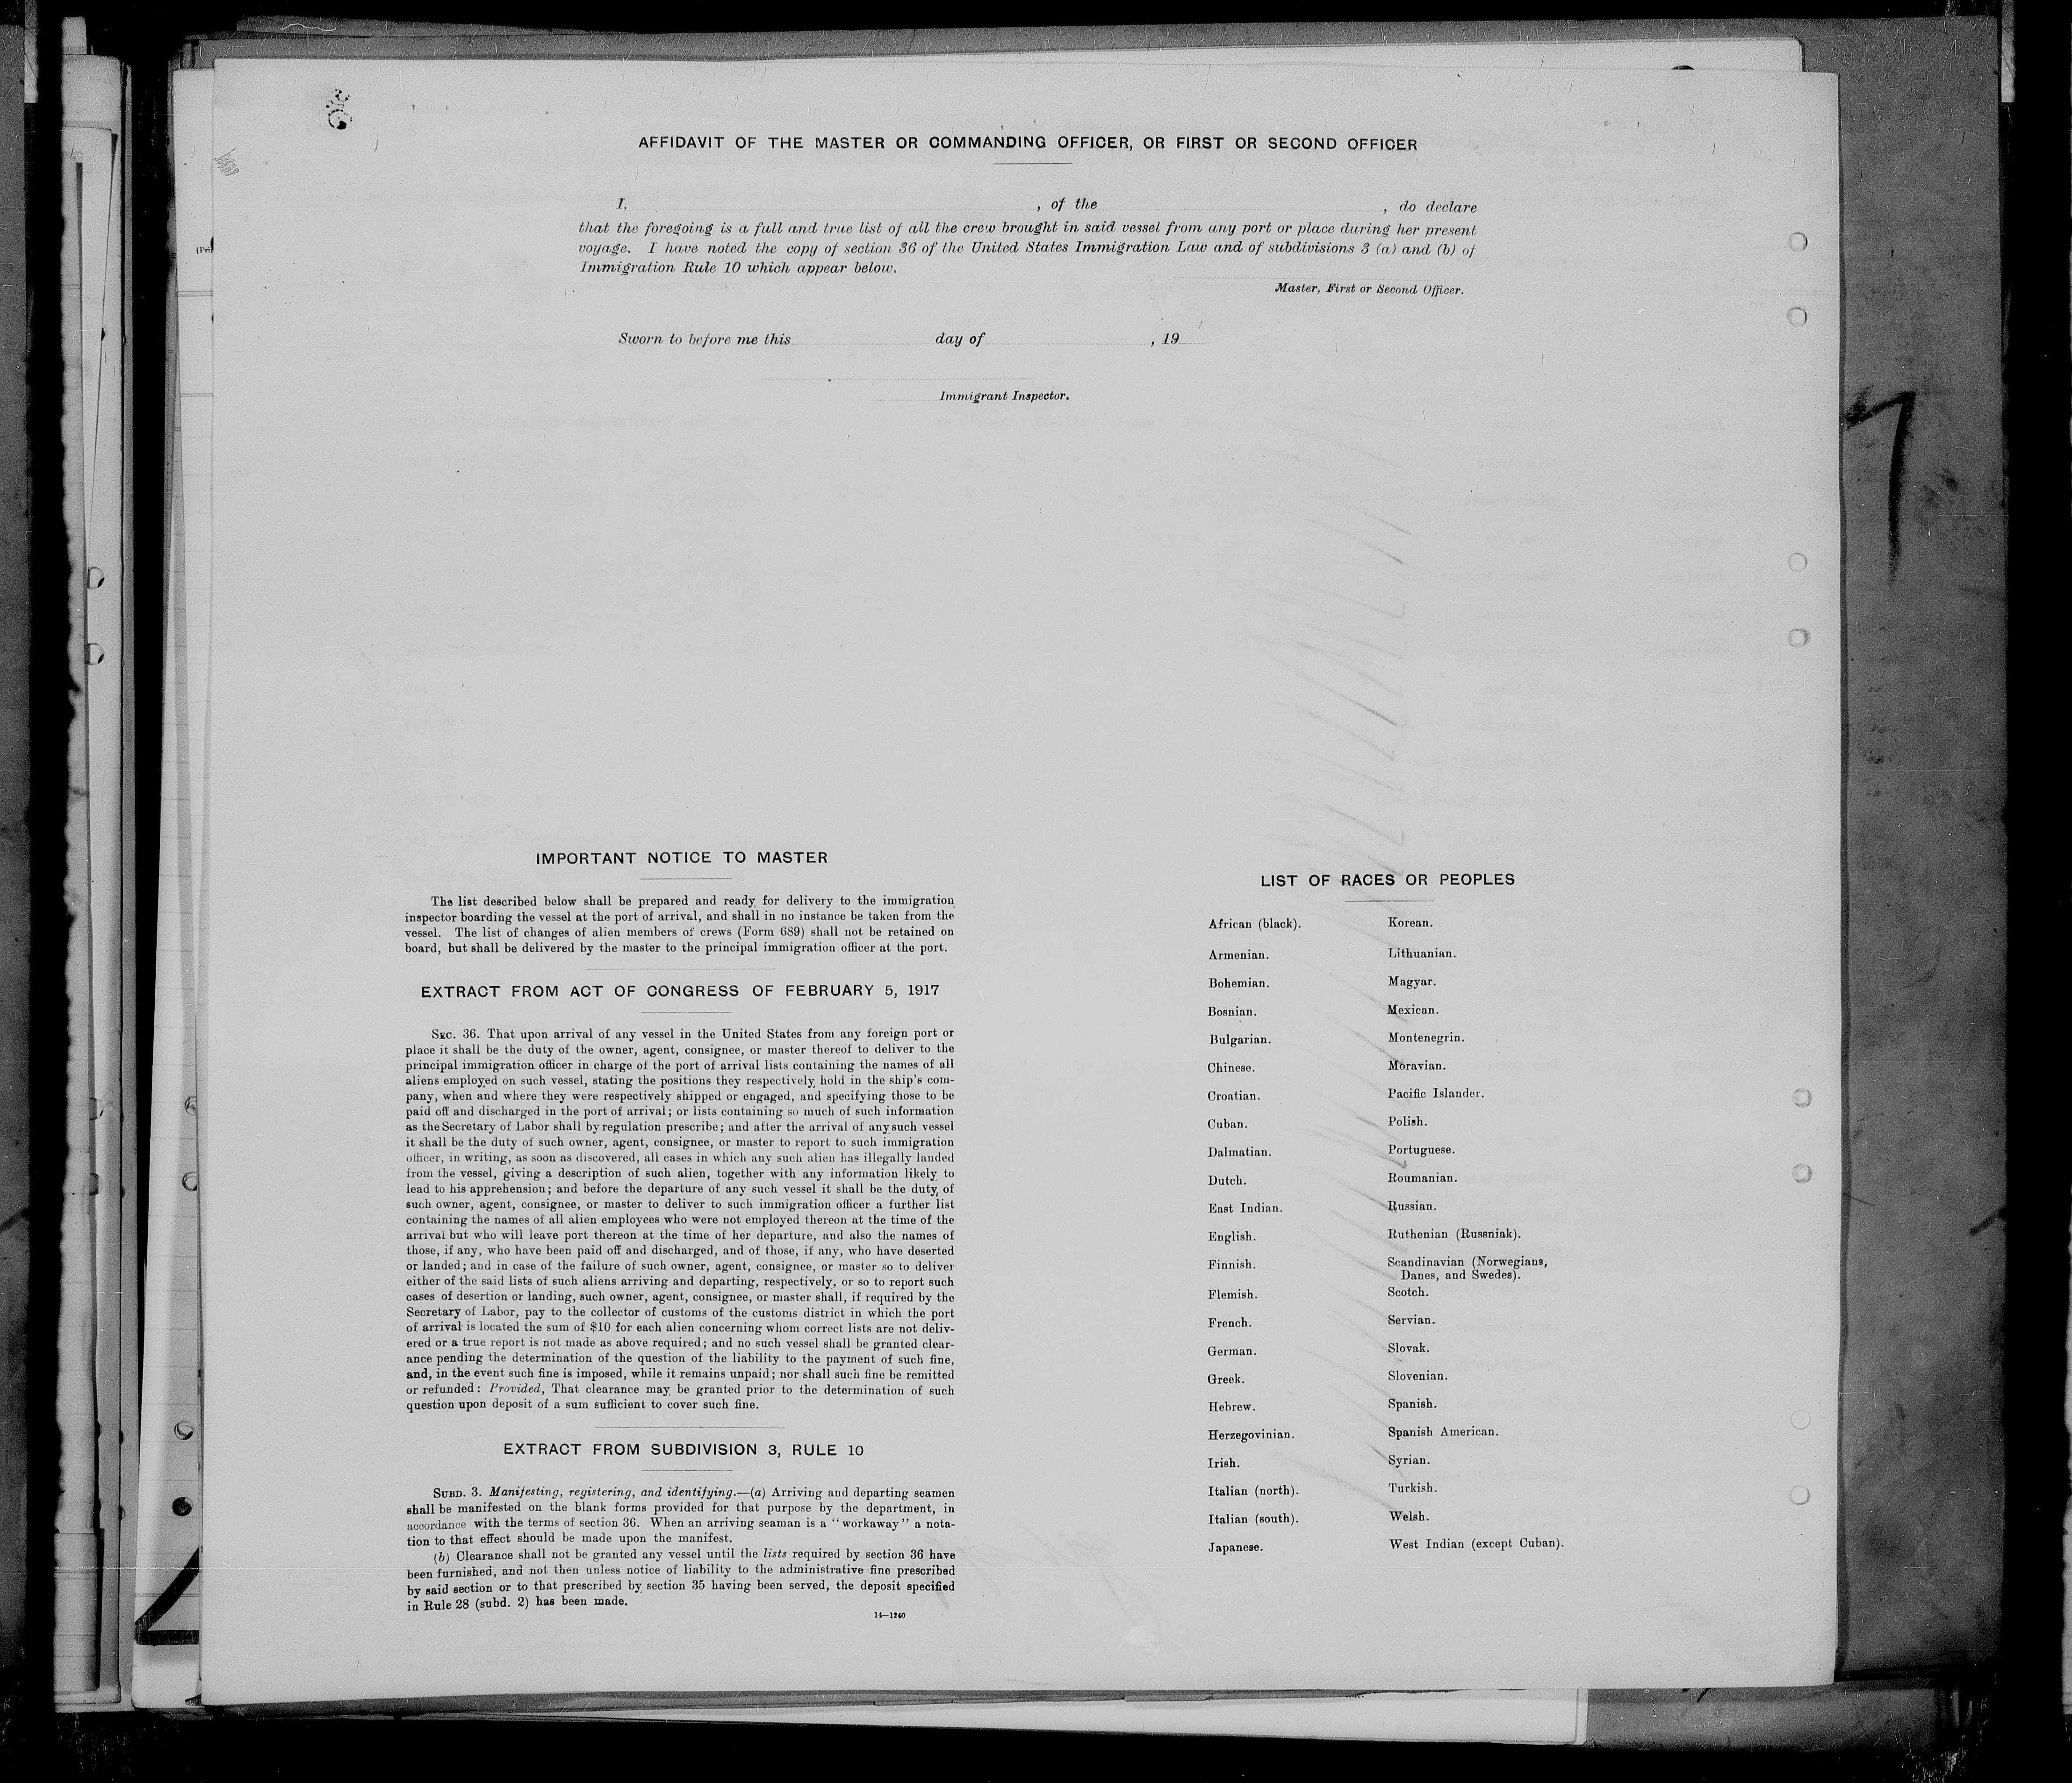 AFFIDAVIT OF THE MASTER OR COMMANDING OFFICER, OR FIRST OR SECOND OFFICER
I, , of the , do declare
that the foregoing is a full and true list of all the crew brought in said vessel from any port or place during her present
voyage. I have noted the copy of section 36 of the United States Immigration Law and of subdivisions 3 (a) and (b) of
Immigration Rule 10 which appear below.
Master, First or Second Officer.
Sworn to before me this day of , 19
Immigrant Inspector.
IMPORTANT NOTICE TO MASTER
The list described below shall be prepared and ready for delivery to the immigration
inspector boarding the vessel at the port of arrival, and shall in no instance be taken from the
vessel. The list of changes of alien members of crews (Form 689) shall not be retained on
board, but shall be delivered by the master to the principal immigration officer at the port.
EXTRACT FROM ACT OF CONGRESS OF FEBRUARY 5, 1917
SEC. 36. That upon arrival of any vessel in the United States from any foreign port or
place it shall be the duty of the owner, agent, consignee, or master thereof to deliver to the
principal immigration officer in charge of the port of arrival lists containing the names of all
aliens employed on such vessel, stating the positions they respectively hold in the ship's com-
pany, when and where they were respectively shipped or engaged, and specifying those to be
paid off and discharged in the port of arrival; or lists containing so much of such information
as the Secretary of Labor shall by regulation prescribe; and after the arrival of any such vessel
it shall be the duty of such owner, agent, consignee, or master to report to such immigration
officer, in writing, as soon as discovered, all cases in which any such alien has illegally landed
from the vessel, giving a description of such alien, together with any information likely to
lead to his apprehension; and before the departure of any such vessel it shall be the duty of
such owner, agent, consignee, or master to deliver to such immigration officer a further list
containing the names of all alien employees who were not employed thereon at the time of the
arrival but who will leave port thereon at the time of her departure, and also the names of
those, if any, who have been paid off and discharged, and of those, if any, who have deserted
or landed; and in case of the failure of such owner, agent, consignee, or master so to deliver
either of the said lists of such aliens arriving and departing, respectively, or so to report such
cases of desertion or landing, such owner, agent, consignee, or master shall, if required by the
Secretary of Labor, pay to the collector of customs of the customs district in which the port
of arrival is located the sum of $10 for each alien concerning whom correct lists are not deliv-
ered or a true report is not made as above required; and no such vessel shall be granted clear-
ance pending the determination of the question of the liability to the payment of such fine,
and, in the event such fine is imposed, while it remains unpaid; nor shall such fine be remitted
or refunded: Provided, That clearance may be granted prior to the determination of such
question upon deposit of a sum sufficient to cover such fine.
EXTRACT FROM SUBDIVISION 3, RULE 10
SUBD. 3. Manifesting, registering, and identifying.—(a) Arriving and departing seamen
shall be manifested on the blank forms provided for that purpose by the department, in
accordance with the terms of section 36. When an arriving seaman is a "workaway" a nota-
tion to that effect should be made upon the manifest.
(b) Clearance shall not be granted any vessel until the lists required by section 36 have
been furnished, and not then unless notice of liability to the administrative fine prescribed
by said section or to that prescribed by section 35 having been served, the deposit specified
in Rule 28 (subd. 2) has been made.
14—1240
LIST OF RACES OR PEOPLES
African (black).
Armenian.
Bohemian.
Bosnian.
Bulgarian.
Chinese.
Croatian.
Cuban.
Dalmatian.
Dutch.
East Indian.
English.
Finnish.
Flemish.
French.
German.
Greek.
Hebrew.
Herzegovinian.
Irish.
Italian (north).
Italian (south).
Japanese.
Korean.
Lithuanian.
Magyar.
Mexican.
Montenegrin.
Moravian.
Pacific Islander.
Polish.
Portuguese.
Roumanian.
Russian.
Ruthenian (Russniak).
Scandinavian (Norwegians,
Danes, and Swedes).
Scotch.
Servian.
Slovak.
Slovenian.
Spanish.
Spanish American.
Syrian.
Turkish.
Welsh.
West Indian (except Cuban).